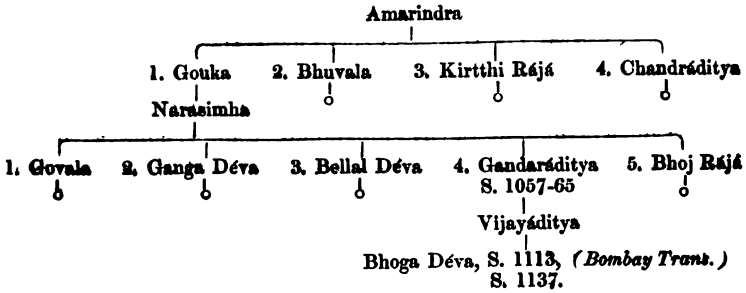 Amarindra
1. Gouka 2. Bhuvala 3. Kirtthi Rájá 4. Chandráditya
Narasimha
1. Govala 2. Ganga Déva 3. Bellal Déva 4. Gandaráditya 5. Bhoj Rájá
S. 1057-65
Vijayáditya
Bhoga Déva, S. 1113, (Bombay Trans.)
S. 1137.